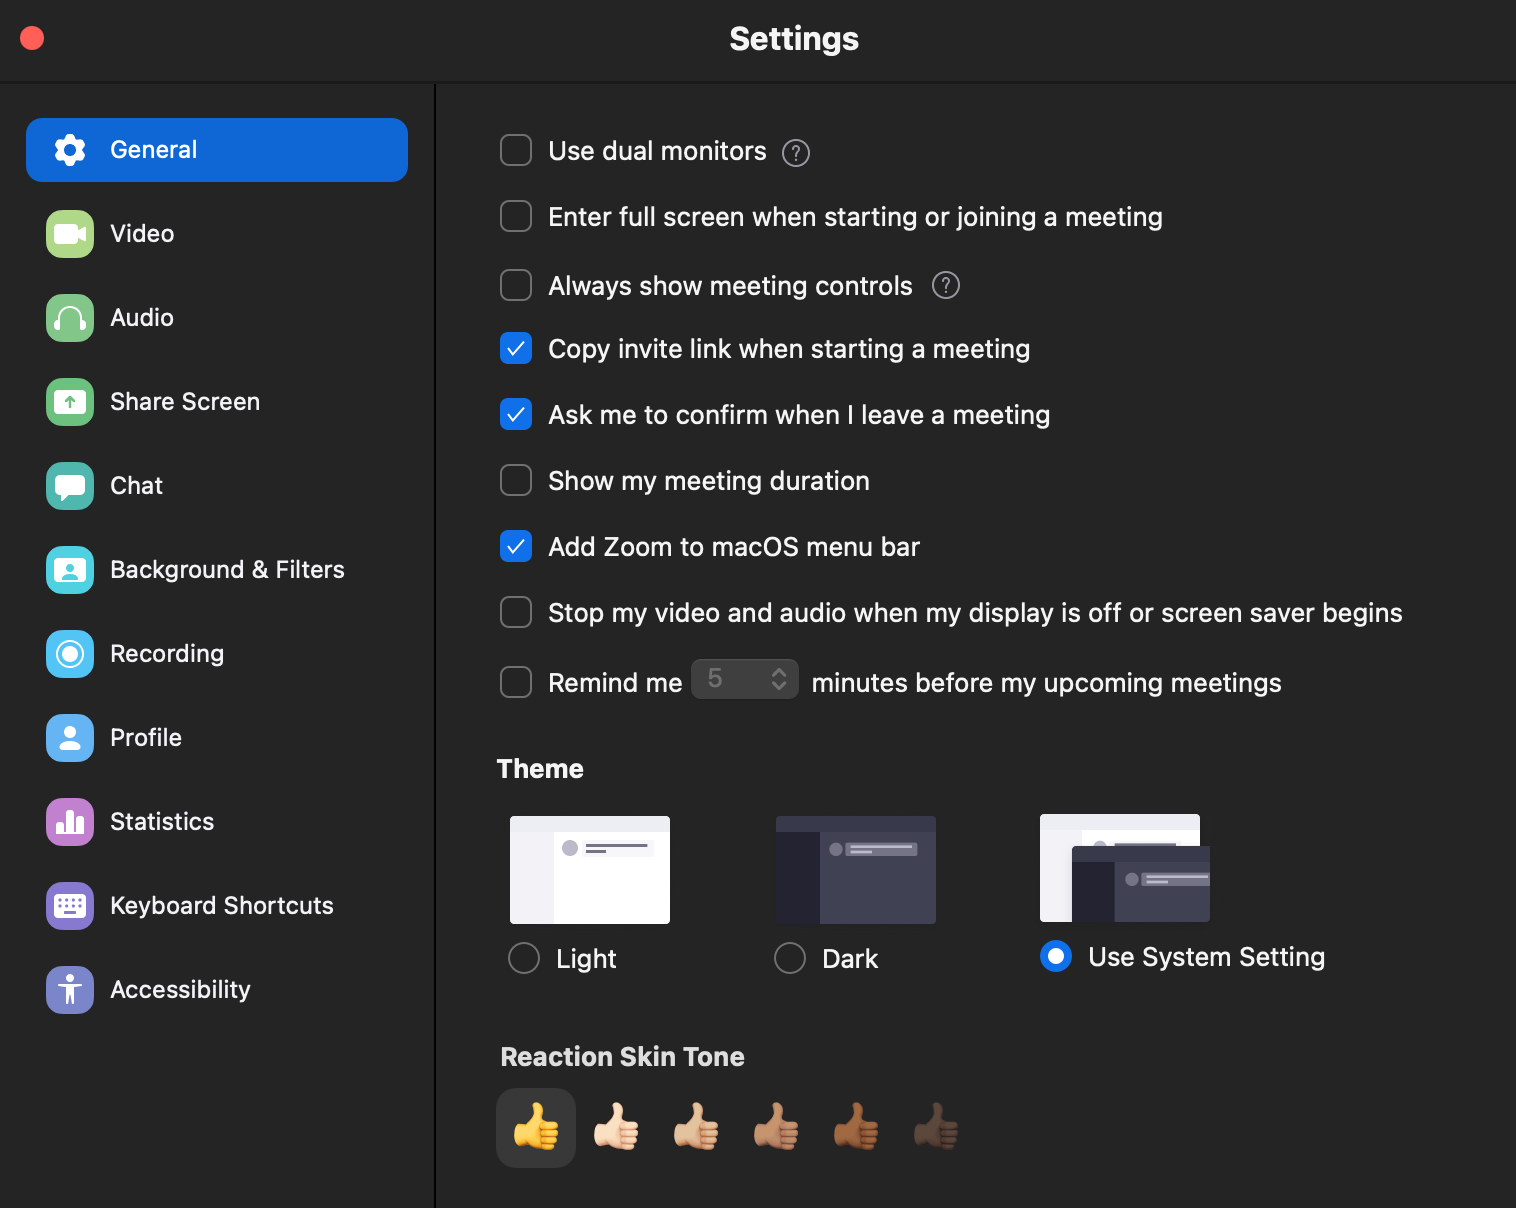 Settings
General
Video
Audio
Share Screen
Chat
Background & Filters
Recording
Profile
Statistics
Keyboard Shortcuts
Accessibility
Use dual monitors ?
Enter full screen when starting or joining a meeting
Always show meeting controls ?
Copy invite link when starting a meeting
Ask me to confirm when I leave a meeting
Show my meeting duration
Add Zoom to macOS menu bar
Stop my video and audio when my display is off or screen saver begins
Remind me 5 minutes before my upcoming meetings
Theme
Light Dark Use System Setting
Reaction Skin Tone